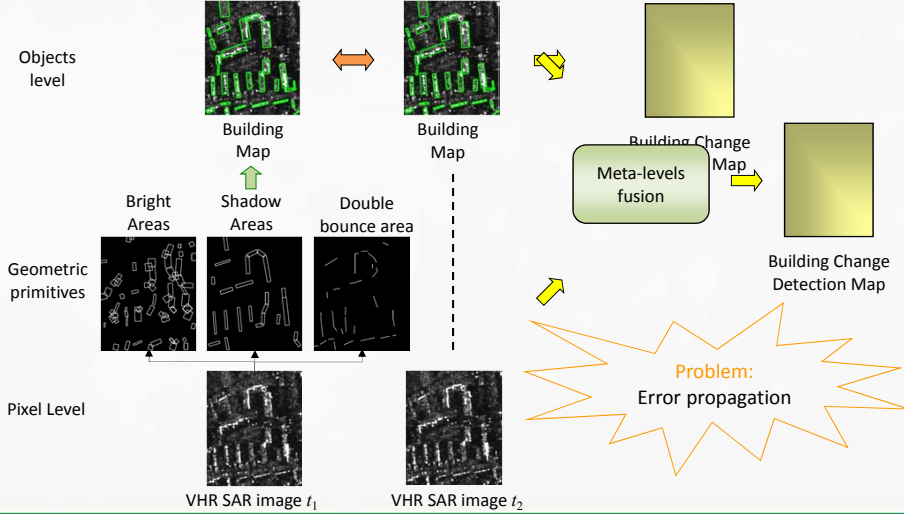 Objects
level
Building
Map
Building
Map
Building Change
Map
Meta-levels
fusion
Building Change
Detection Map
Bright
Areas
Shadow
Areas
Double
bounce area
Geometric
primitives
Problem:
Error propagation
Pixel Level
VHR SAR image t₁
VHR SAR image t₂